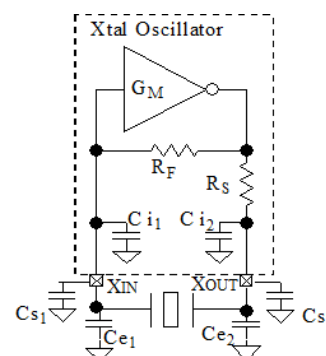 Xtal Oscillator
GM
RF
RS
Ci1
Ci2
XIN
XOUT
Cs1
Cs
Ce1
Ce2